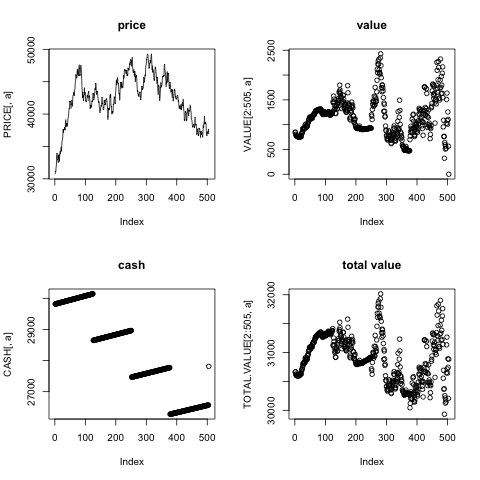 price
PRICE[, a]
30000 40000 50000
0 100 200 300 400 500
Index
value
VALUE[2:505, a]
0 500 1500 2500
0 100 200 300 400 500
Index
cash
CASH[, a]
27000 29000
0 100 200 300 400 500
Index
total value
TOTAL.VALUE[2:505, a]
30000 31000 32000
0 100 200 300 400 500
Index